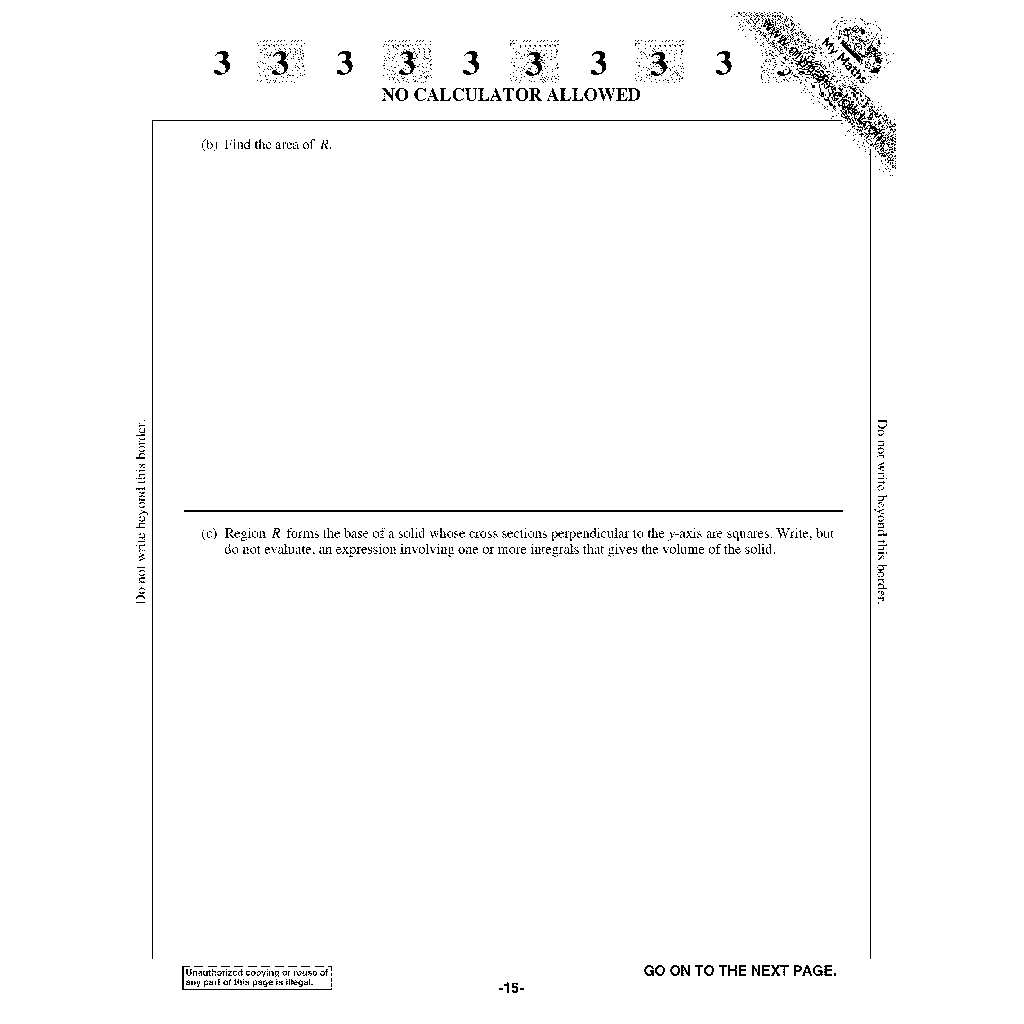 3 3 3 3 3 3 3 3 3
NO CALCULATOR ALLOWED
My
Maths
(b) Find the area of R.
Do not write beyond this border.
Do not write beyond this border.
(c) Region R forms the base of a solid whose cross sections perpendicular to the y-axis are squares. Write, but
do not evaluate, an expression involving one or more integrals that gives the volume of the solid.
Unauthorized copying or reuse of
any part of this page is illegal.
GO ON TO THE NEXT PAGE.
-15-